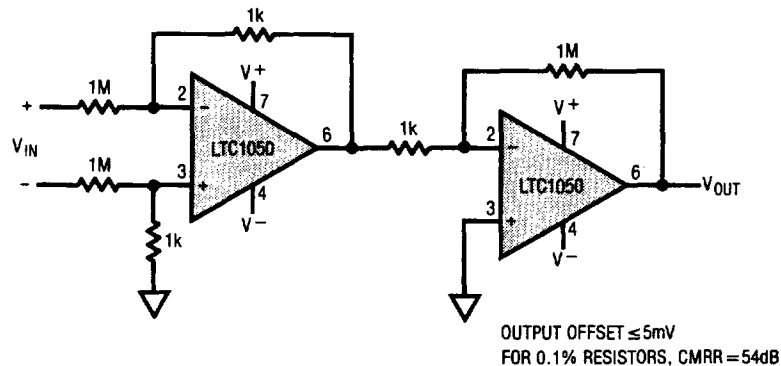 1k
1M
1M
V+
V+
+
2
−
7
LTC1050
6
1k
2
−
7
LTC1050
6
VOUT
VIN
−
1M
3
+
4
V−
3
+
4
V−
1k
OUTPUT OFFSET ≤ 5mV
FOR 0.1% RESISTORS, CMRR = 54dB